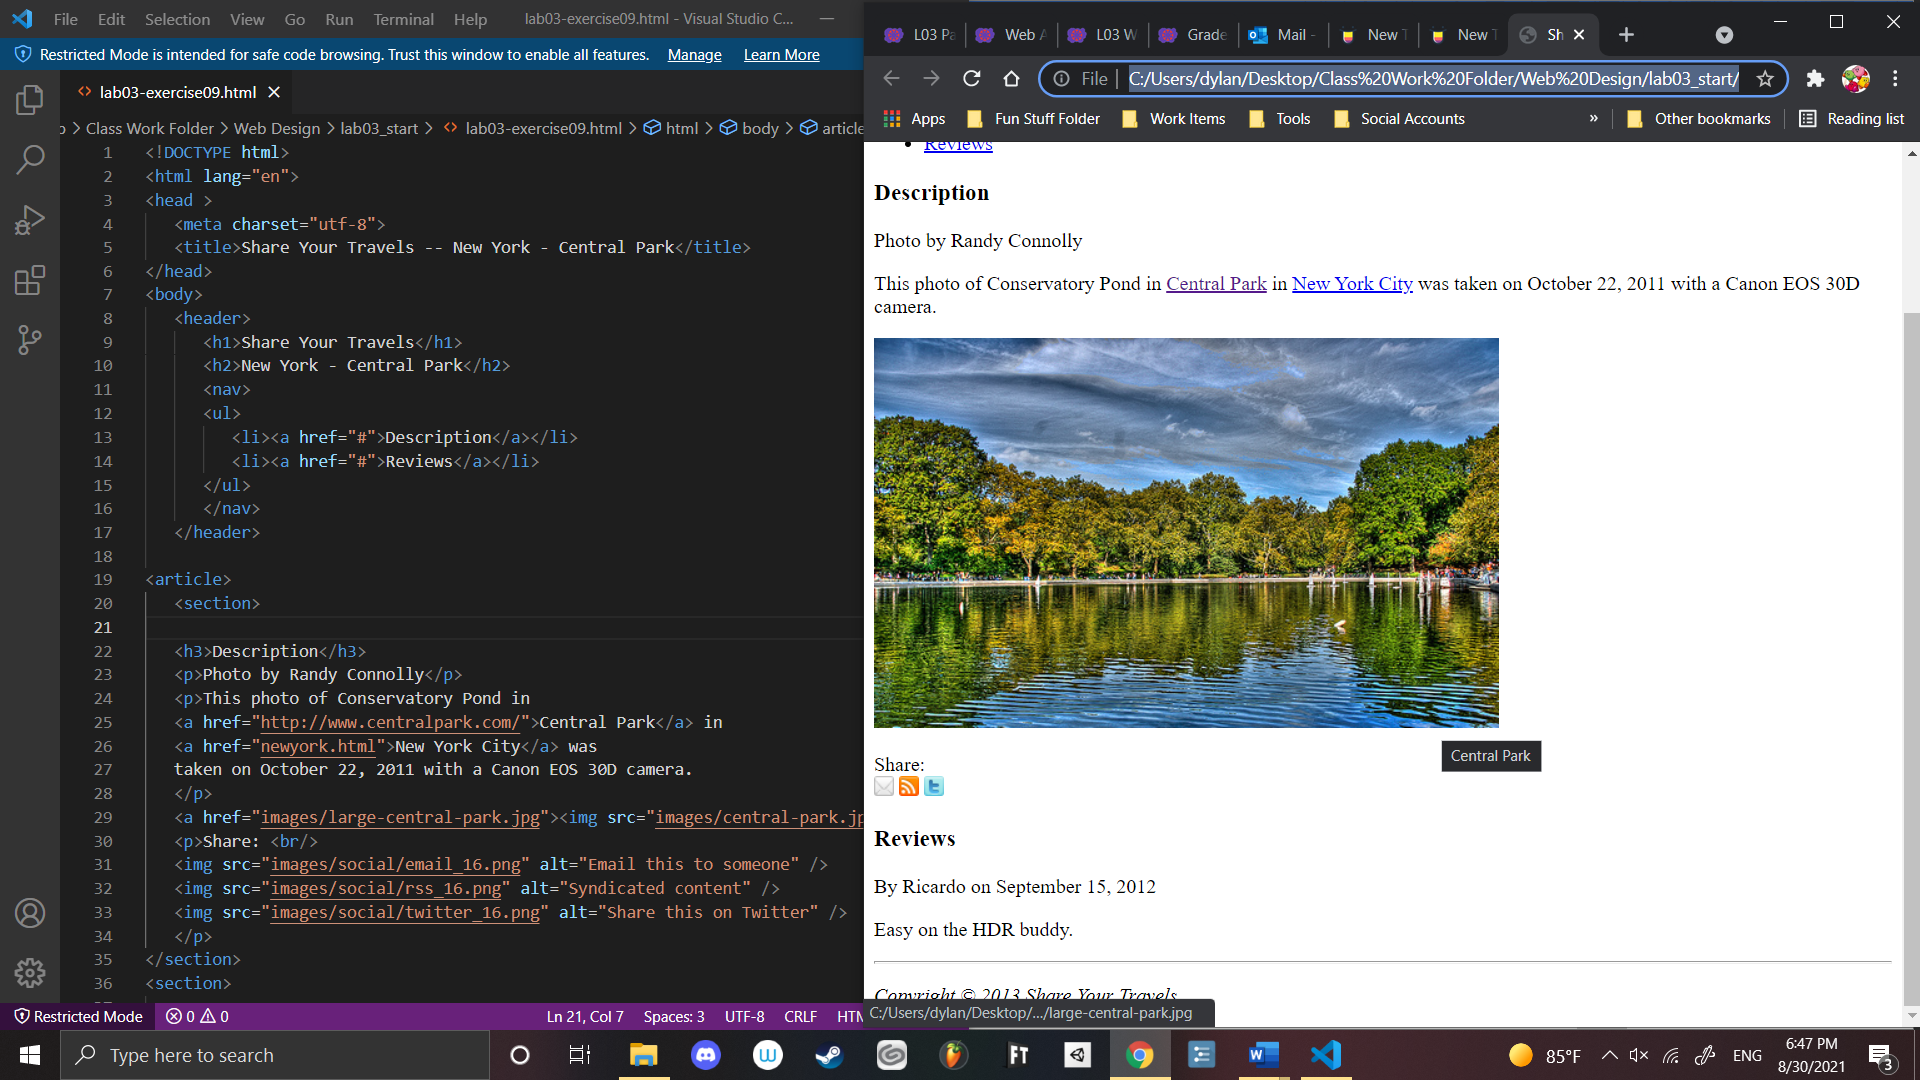 File Edit Selection View Go Run Terminal Help lab03-exercise09.html - Visual Studio C...
Restricted Mode is intended for safe code browsing. Trust this window to enable all features. Manage Learn More
lab03-exercise09.html
Class Work Folder > Web Design > lab03_start > lab03-exercise09.html > html > body > article
1 <!DOCTYPE html>
2 <html lang="en">
3 <head >
4 <meta charset="utf-8">
5 <title>Share Your Travels -- New York - Central Park</title>
6 </head>
7 <body>
8 <header>
9 <h1>Share Your Travels</h1>
10 <h2>New York - Central Park</h2>
11 <nav>
12 <ul>
13 <li><a href="#">Description</a></li>
14 <li><a href="#">Reviews</a></li>
15 </ul>
16 </nav>
17 </header>
18
19 <article>
20 <section>
21
22 <h3>Description</h3>
23 <p>Photo by Randy Connolly</p>
24 <p>This photo of Conservatory Pond in
25 <a href="http://www.centralpark.com/">Central Park</a> in
26 <a href="newyork.html">New York City</a> was
27 taken on October 22, 2011 with a Canon EOS 30D camera.
28 </p>
29 <a href="images/large-central-park.jpg"><img src="images/central-park.jp
30 <p>Share: <br/>
31 <img src="images/social/email_16.png" alt="Email this to someone" />
32 <img src="images/social/rss_16.png" alt="Syndicated content" />
33 <img src="images/social/twitter_16.png" alt="Share this on Twitter" />
34 </p>
35 </section>
36 <section>
Restricted Mode 0 0 Ln 21, Col 7 Spaces: 3 UTF-8 CRLF HTM
L03 Pa Web A L03 W Grade Mail - New T New T Sh
File | C:/Users/dylan/Desktop/Class%20Work%20Folder/Web%20Design/lab03_start/
Apps Fun Stuff Folder Work Items Tools Social Accounts » Other bookmarks Reading list
Reviews
Description
Photo by Randy Connolly
This photo of Conservatory Pond in Central Park in New York City was taken on October 22, 2011 with a Canon EOS 30D
camera.
Central Park
Share:
Reviews
By Ricardo on September 15, 2012
Easy on the HDR buddy.
Copyright © 2013 Share Your Travels
C:/Users/dylan/Desktop/.../large-central-park.jpg
Type here to search
W FT 85°F ENG 6:47 PM
8/30/2021 3